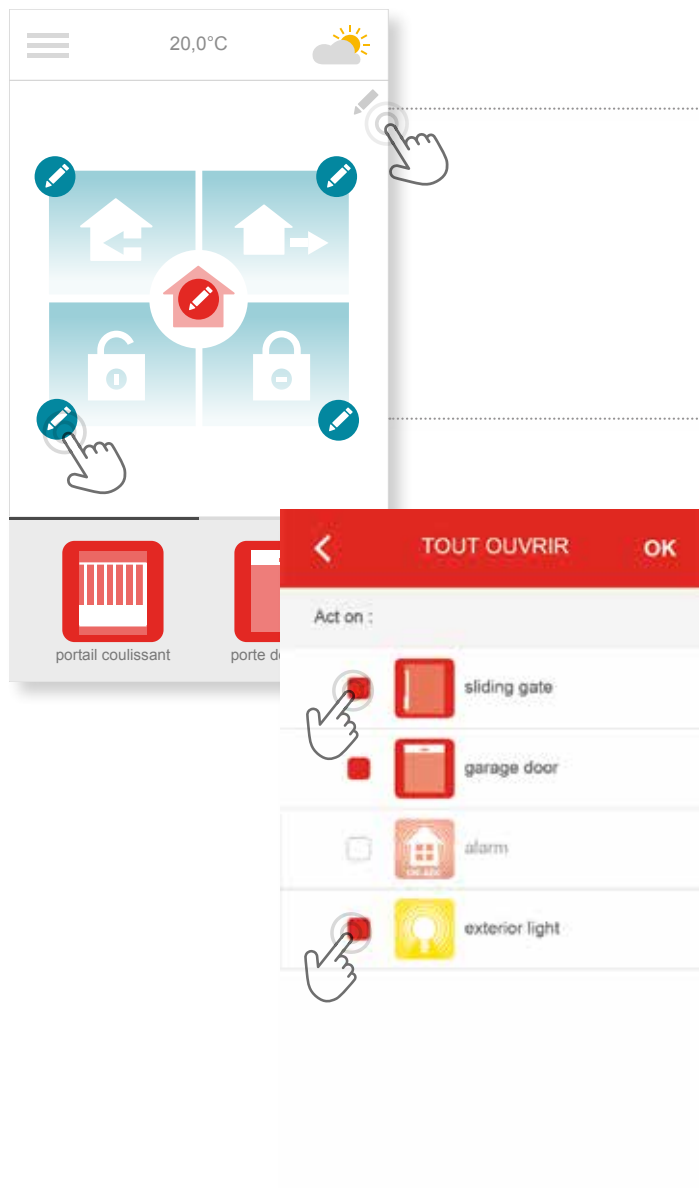 20,0°C
portail coulissant
porte de
TOUT OUVRIR
OK
Act on :
sliding gate
garage door
alarm
exterior light